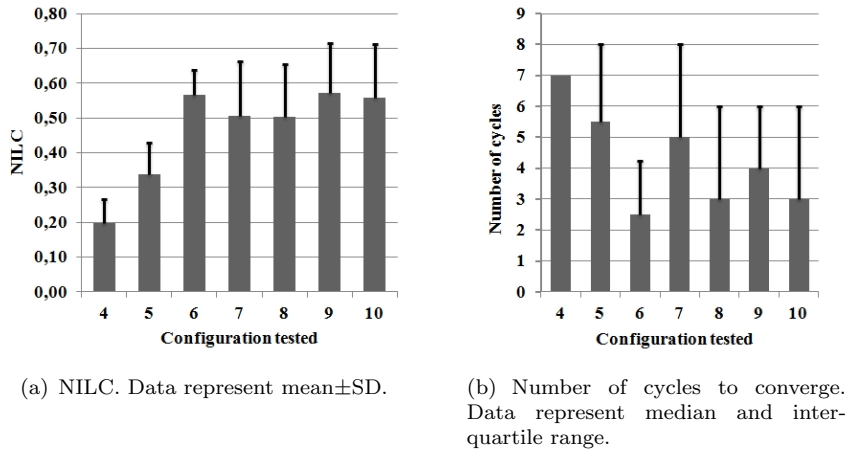 0,80
0,70
0,60
0,50
0,40
0,30
0,20
0,10
0,00
NILC
4 5 6 7 8 9 10
Configuration tested
(a) NILC. Data represent mean±SD.
9
8
7
6
5
4
3
2
1
0
Number of cycles
4 5 6 7 8 9 10
Configuration tested
(b) Number of cycles to converge.
Data represent median and inter-
quartile range.